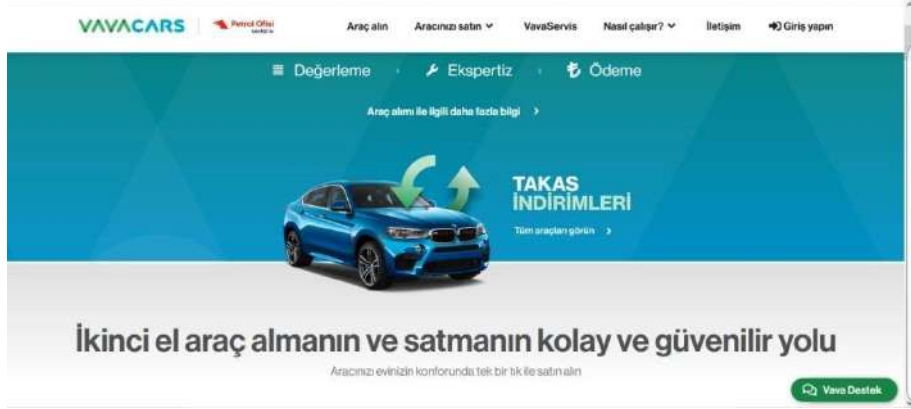 VAVACARS
Petrol Ofisi
Araç alın
Aracınızı satın
VavaServis
Nasıl çalışır?
İletişim
Giriş yapın
Değerleme
Ekspertiz
Ödeme
Araç alımı ile ilgili daha fazla bilgi
TAKAS
İNDİRİMLERİ
Tüm araçları görün
İkinci el araç almanın ve satmanın kolay ve güvenilir yolu
Aracınızı evinizin konforunda tek bir tık ile satın alın
Vava Destek